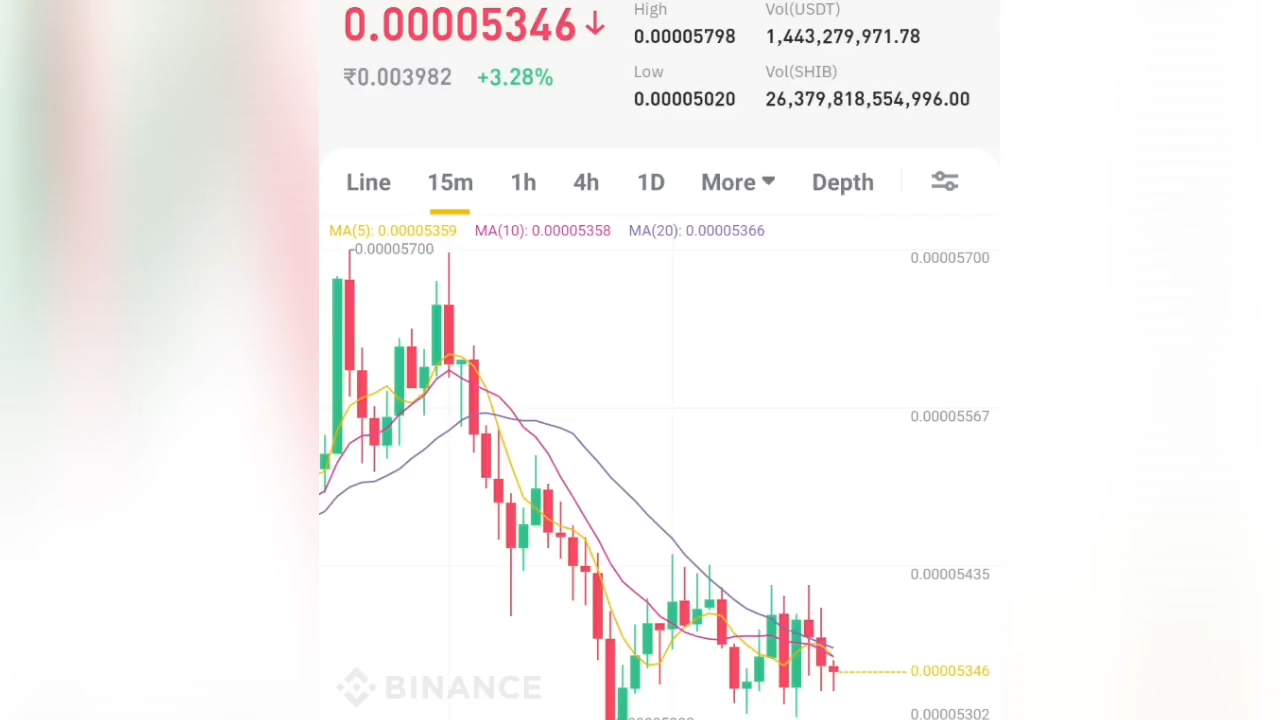 0.00005346↓
High
Vol(USDT)
0.00005798
1,443,279,971.78
₹0.003982 +3.28%
Low
Vol(SHIB)
0.00005020
26,379,818,554,996.00
Line 15m 1h 4h 1D More Depth
MA(5): 0.00005359 MA(10): 0.00005358 MA(20): 0.00005366
0.00005700
0.00005700
0.00005567
0.00005435
0.00005346
BINANCE
0.00005302